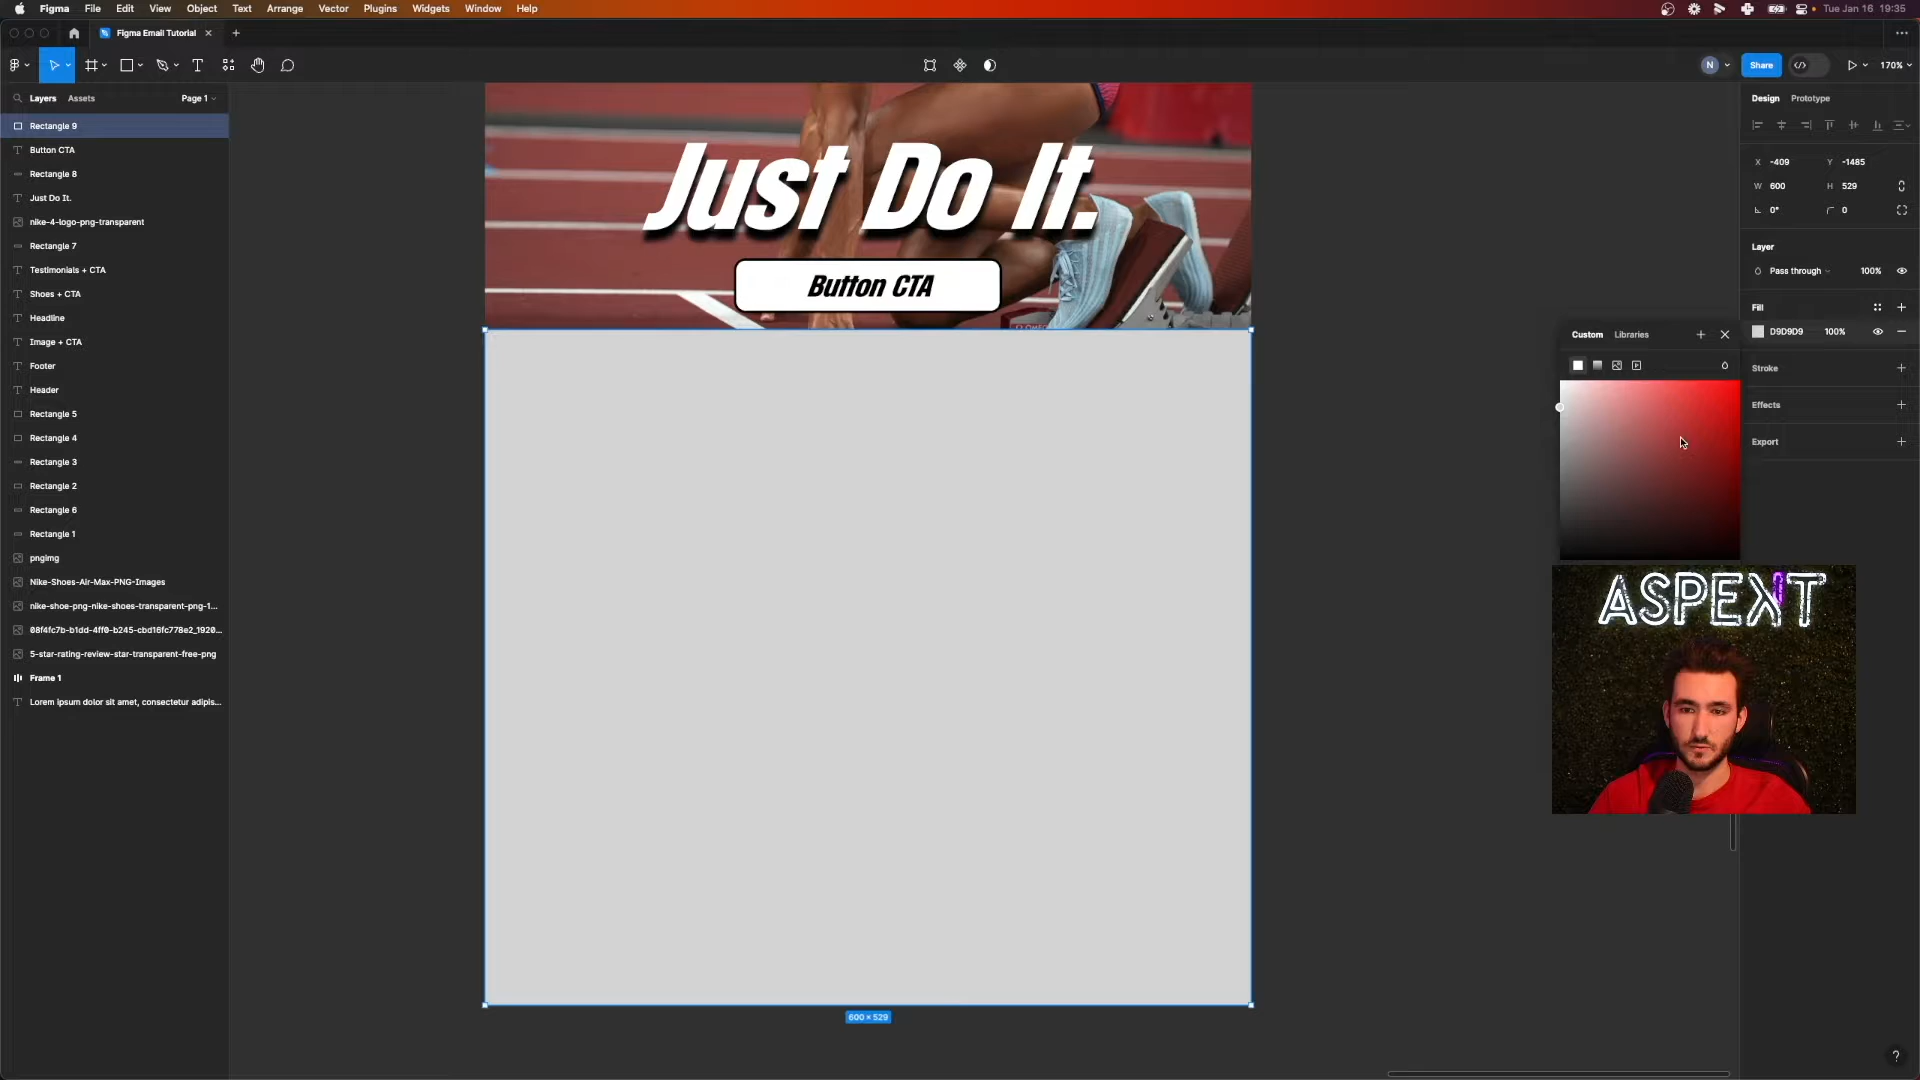 Figma File Edit View Object Text Arrange Vector Plugins Widgets Window Help
Tue Jan 16 19:35
Figma Email Tutorial
N
Share
170%
Layers Assets Page 1
Rectangle 9
Button CTA
Rectangle 8
Just Do It.
nike-4-logo-png-transparent
Rectangle 7
Testimonials + CTA
Shoes + CTA
Headline
Image + CTA
Footer
Header
Rectangle 5
Rectangle 4
Rectangle 3
Rectangle 2
Rectangle 6
Rectangle 1
pngimg
Nike-Shoes-Air-Max-PNG-Images
nike-shoe-png-nike-shoes-transparent-png-1...
08f4fc7b-b1dd-4ff0-b245-cbd16fc778e2_1920...
5-star-rating-review-star-transparent-free-png
Frame 1
Lorem ipsum dolor sit amet, consectetur adipis...
Just Do It.
Button CTA
600 × 529
Design Prototype
X -409 Y -1485
W 600 H 529
0° 0
Layer
Pass through 100%
Fill
D9D9D9 100%
Stroke
Effects
Export
Custom Libraries
ASPEKT
?